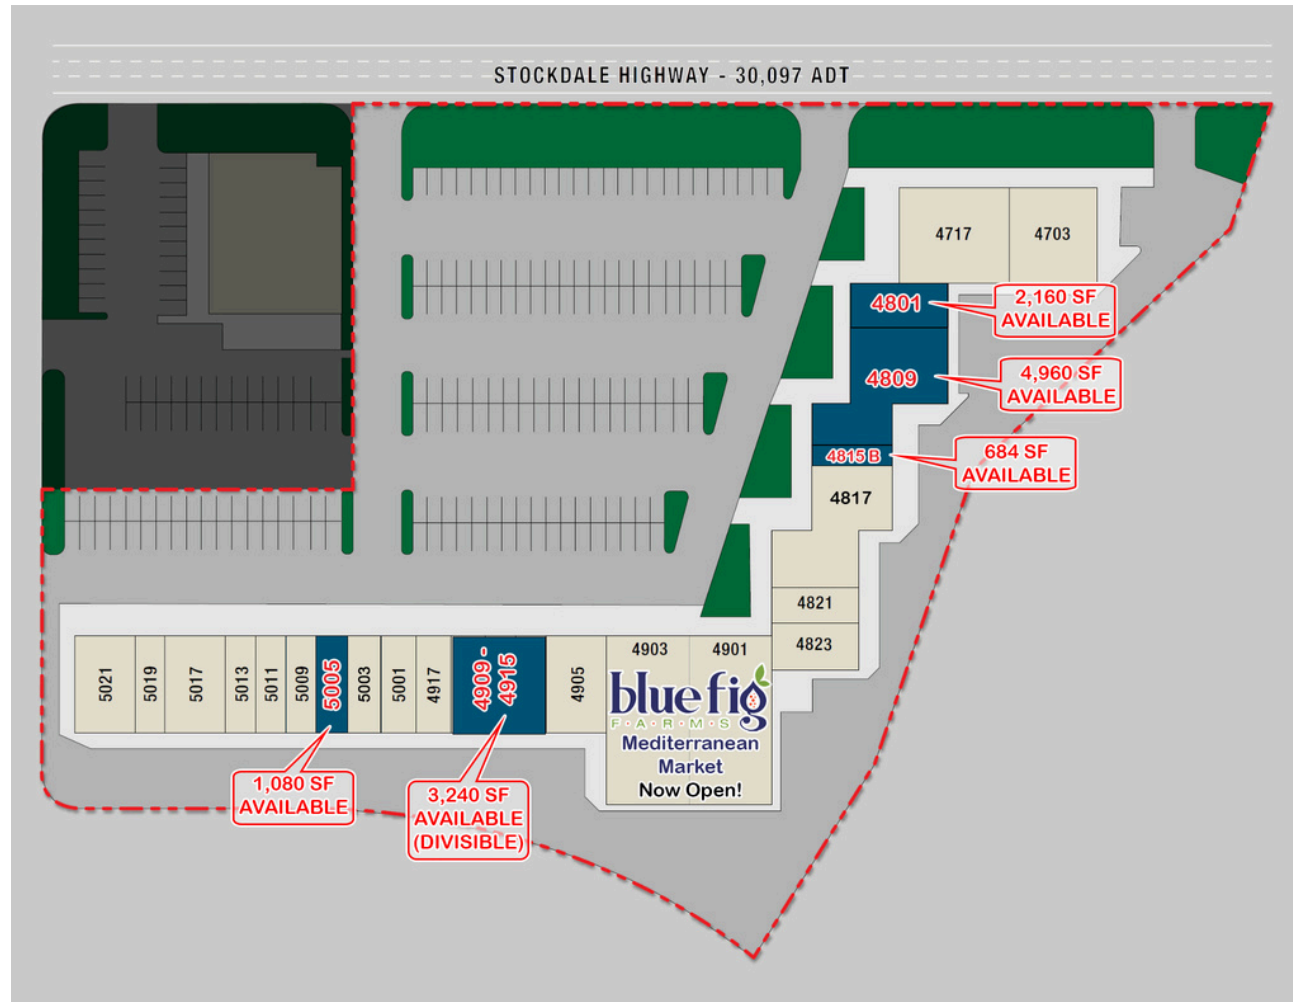 STOCKDALE HIGHWAY - 30,097 ADT
4717
4703
4801
2,160 SF
AVAILABLE
4809
4,960 SF
AVAILABLE
4815 B
684 SF
AVAILABLE
4817
4821
4823
5021
5019
5017
5013
5011
5009
5005
5003
5001
4917
4909-
4915
4905
4903
4901
blue fig
F•A•R•M•S
Mediterranean
Market
Now Open!
1,080 SF
AVAILABLE
3,240 SF
AVAILABLE
(DIVISIBLE)